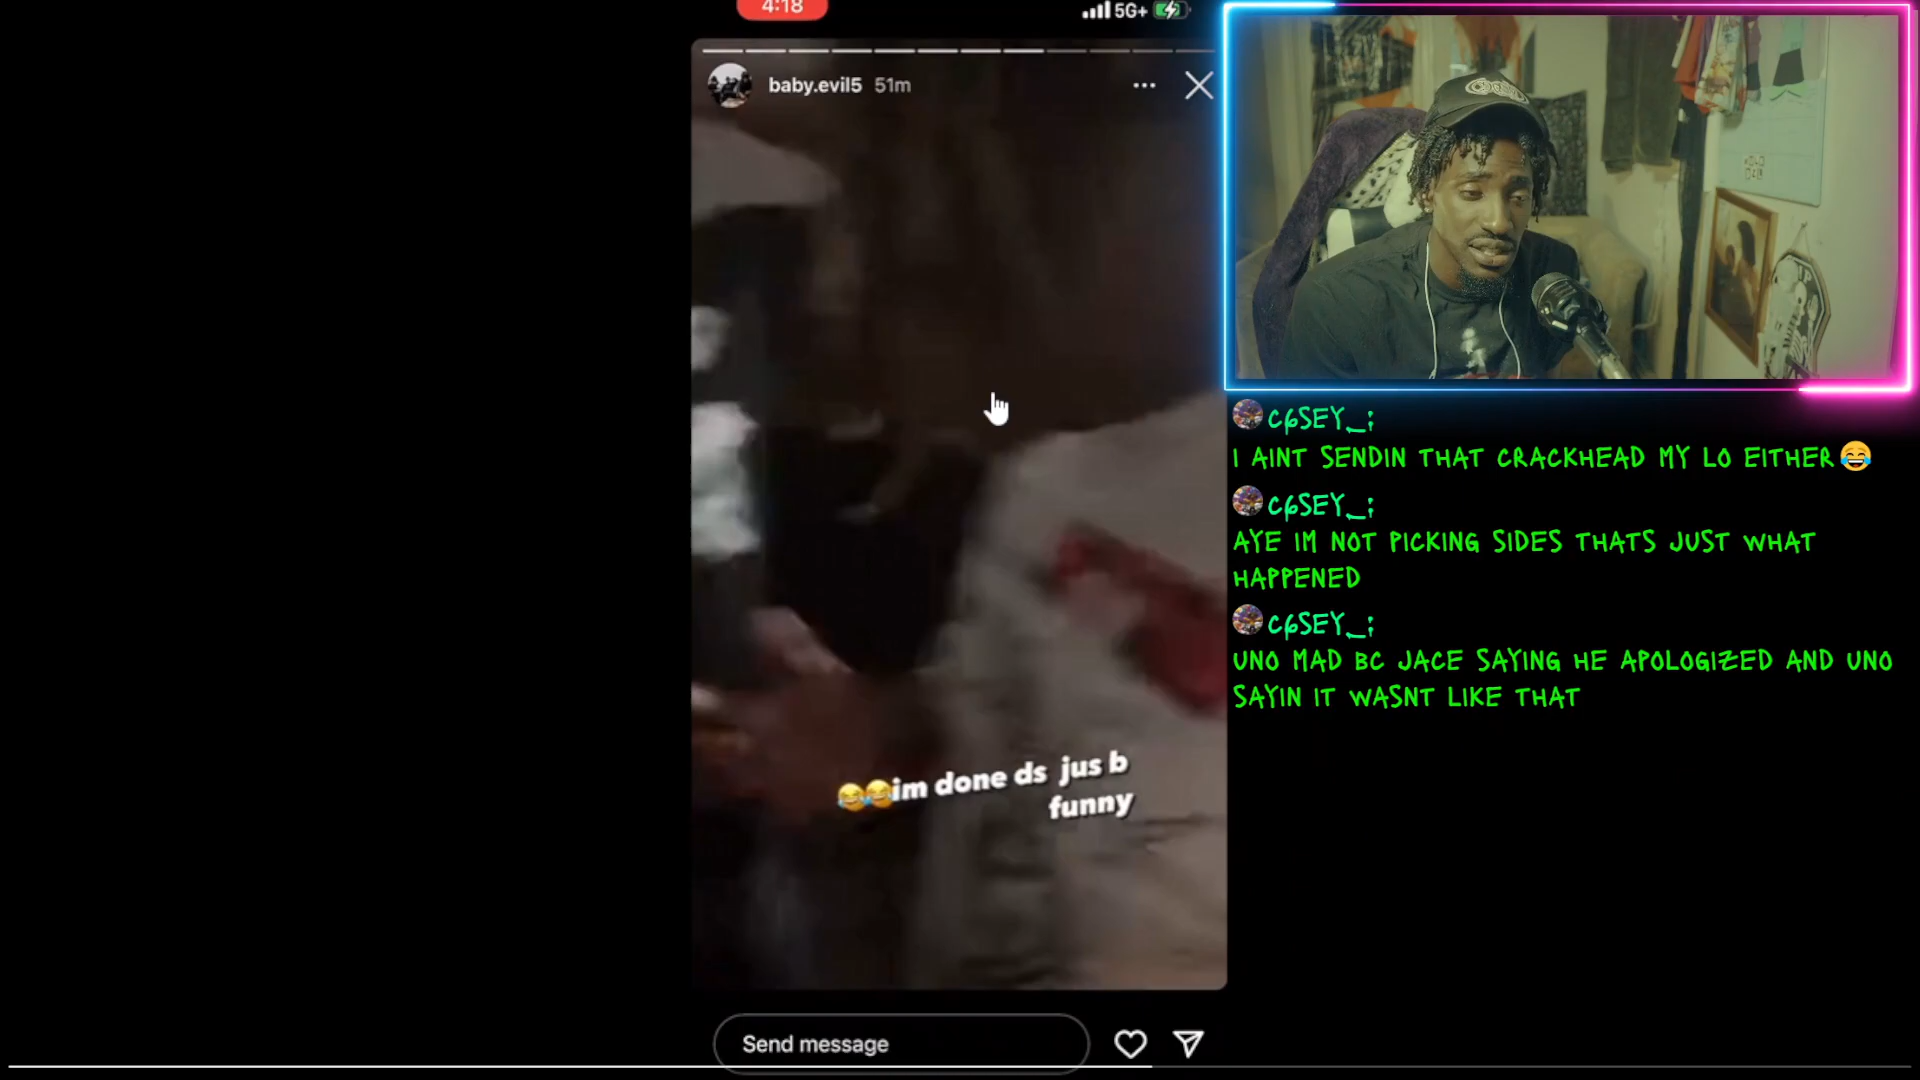 4:18
5G+
baby.evil5 51m
😂😂im done ds jus b
funny
Send message
C6SEY_:
I AINT SENDIN THAT CRACKHEAD MY LO EITHER😂
C6SEY_:
AYE IM NOT PICKING SIDES THATS JUST WHAT
HAPPENED
C6SEY_:
UNO MAD BC JACE SAYING HE APOLOGIZED AND UNO
SAYIN IT WASNT LIKE THAT